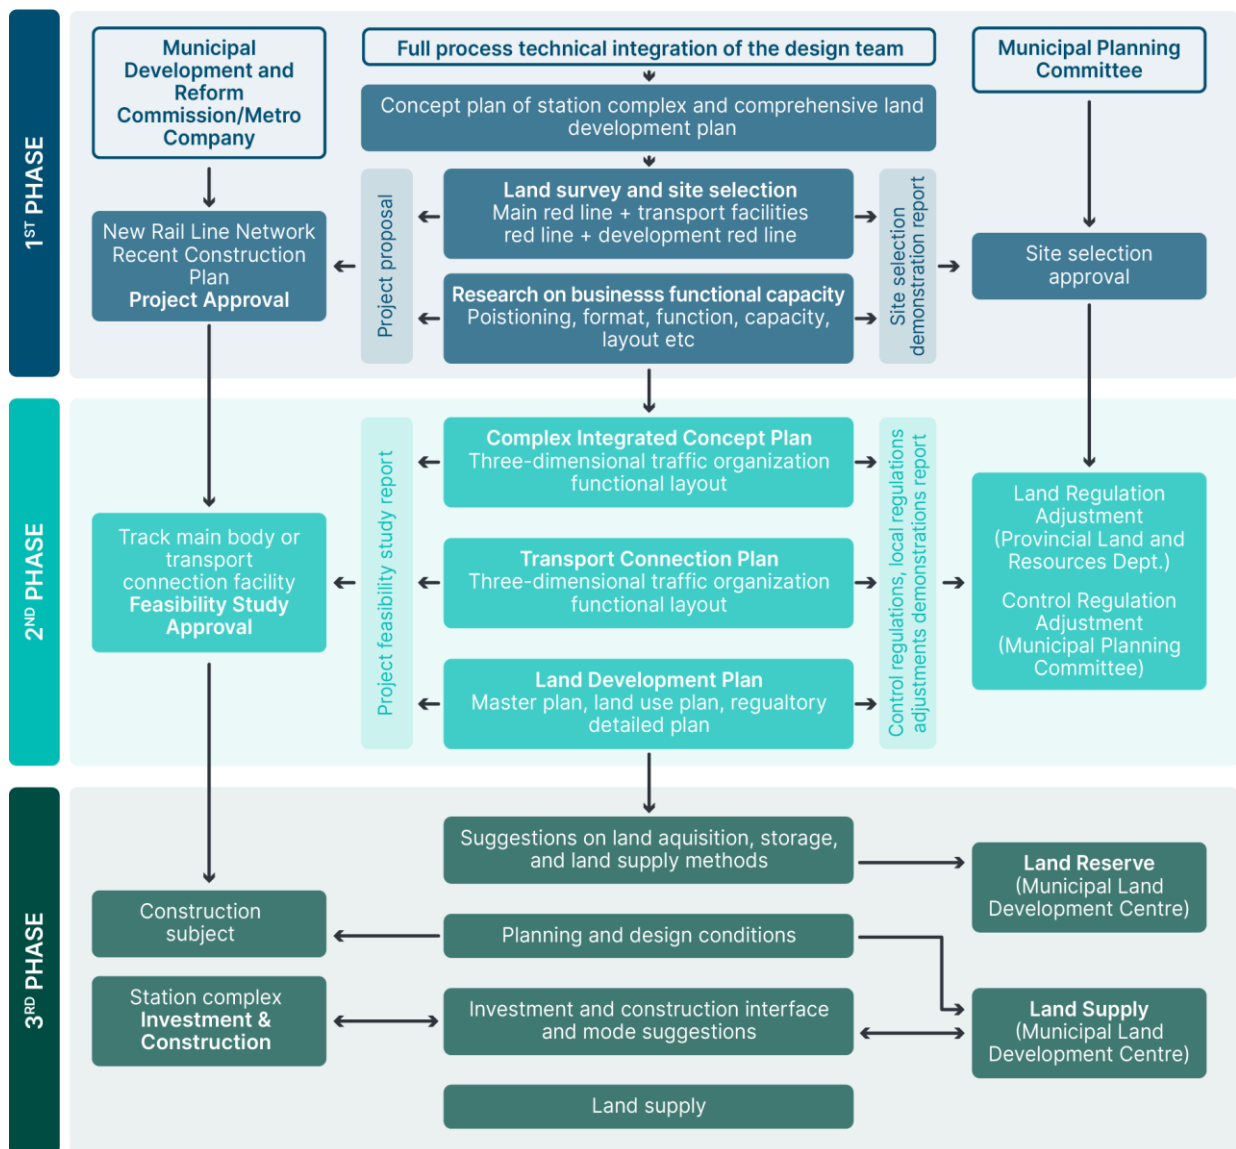 1ST PHASE
Municipal
Development and
Reform
Commission/Metro
Company
Full process technical integration of the design team
Municipal Planning
Committee
Concept plan of station complex and comprehensive land
development plan
Project proposal
Land survey and site selection
Main red line + transport facilities
red line + development red line
Site selection
demonstration report
New Rail Line Network
Recent Construction
Plan
Project Approval
Research on businesss functional capacity
Poistioning, format, function, capacity,
layout etc
Site selection
approval
2ND PHASE
Project feasibility study report
Complex Integrated Concept Plan
Three-dimensional traffic organization
functional layout
Control regulations, local regulations
adjustments demonstrations report
Track main body or
transport
connection facility
Feasibility Study
Approval
Transport Connection Plan
Three-dimensional traffic organization
functional layout
Land Regulation
Adjustment
(Provincial Land and
Resources Dept.)
Control Regulation
Adjustment
(Municipal Planning
Committee)
Land Development Plan
Master plan, land use plan, regualtory
detailed plan
3RD PHASE
Suggestions on land aquisition, storage,
and land supply methods
Land Reserve
(Municipal Land
Development Centre)
Construction
subject
Planning and design conditions
Station complex
Investment &
Construction
Investment and construction interface
and mode suggestions
Land Supply
(Municipal Land
Development Centre)
Land supply